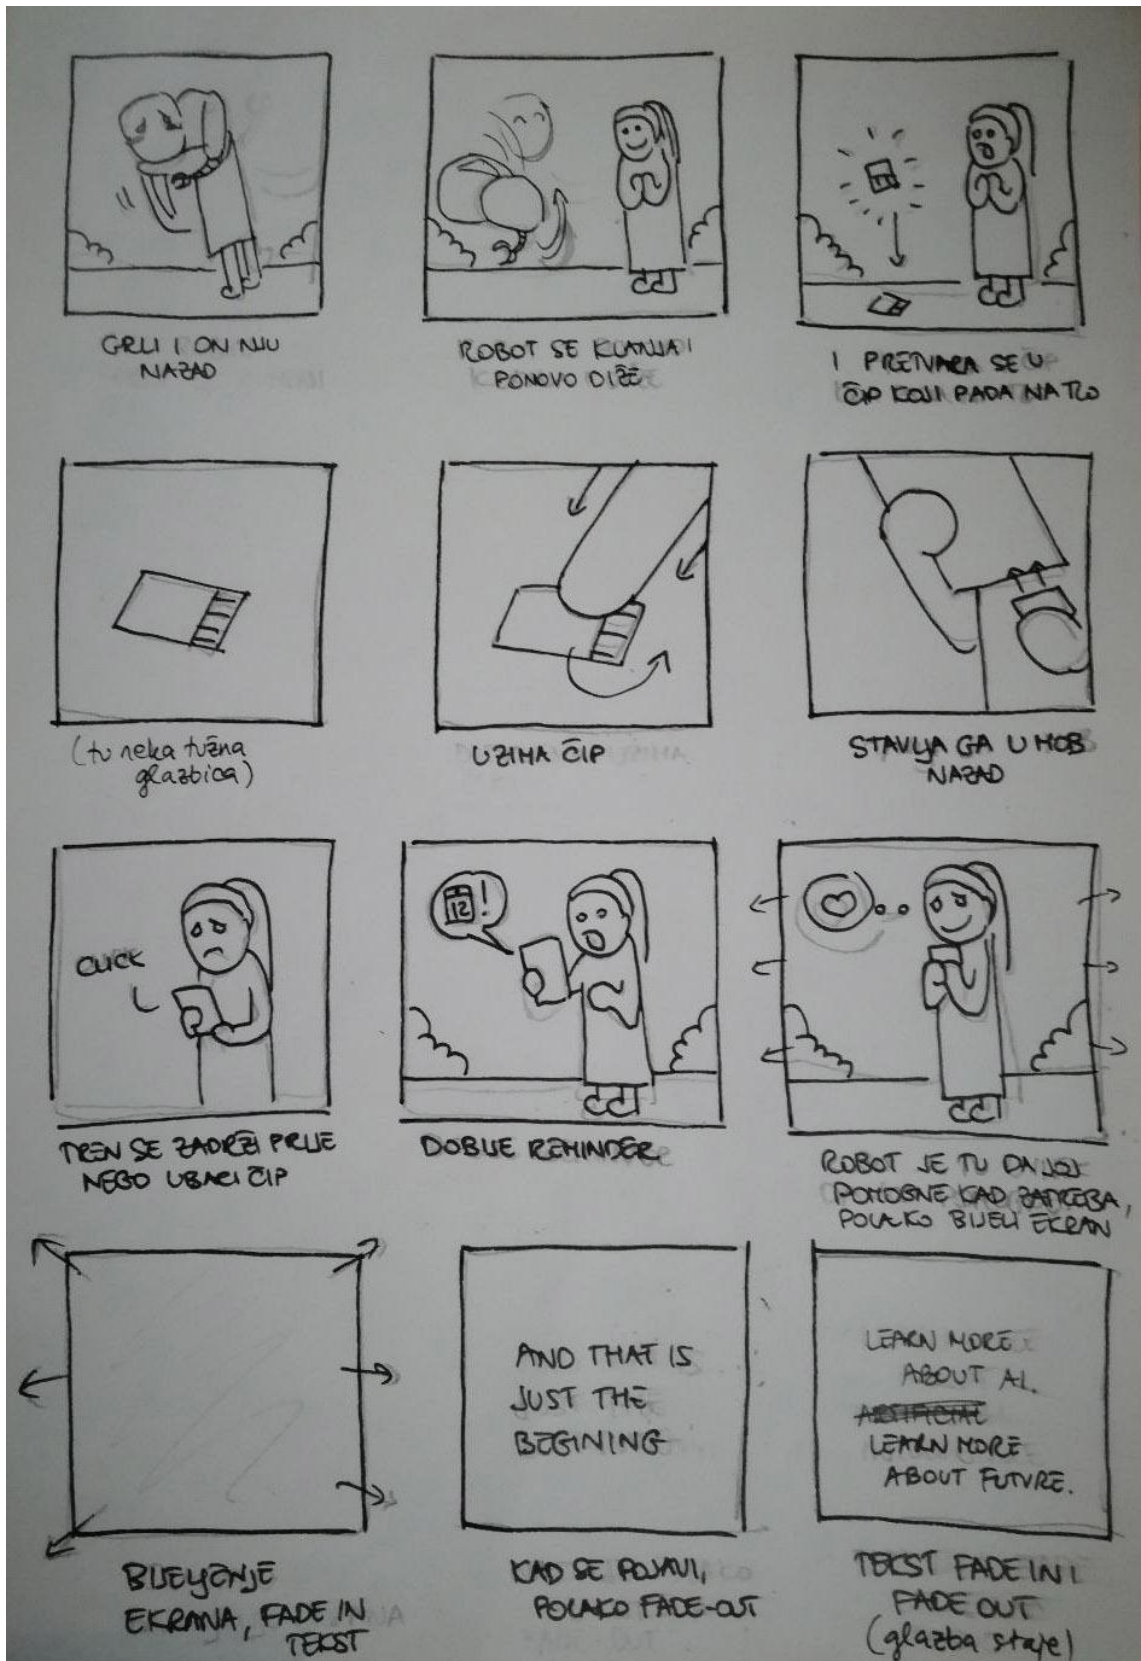 GRLI I ON NJU
NAZAD
ROBOT SE KLANJA I
PONOVO DIŽE
I PRETVARA SE U
ČIP KOJI PADA NA TLO
(tu neka tužna
glazbica)
UZIMA ČIP
STAVLJA GA U MOB
NAZAD
CLICK
TREN SE ZADRŽI PRIJE
NEGO UBACI ČIP
12 !
DOBIJE REMINDER
ROBOT JE TU DA JOJ
POMOGNE KAD ZATREBA,
POLAKO BIJELI EKRAN
BIJELJENJE
EKRANA, FADE IN
TEKST
AND THAT IS
JUST THE
BEGINING
KAD SE POJAVI,
POLAKO FADE-OUT
LEARN MORE
ABOUT AI.
ARTIFICIAL
LEARN MORE
ABOUT FUTURE.
TEKST FADE IN I
FADE OUT
(glazba staje)